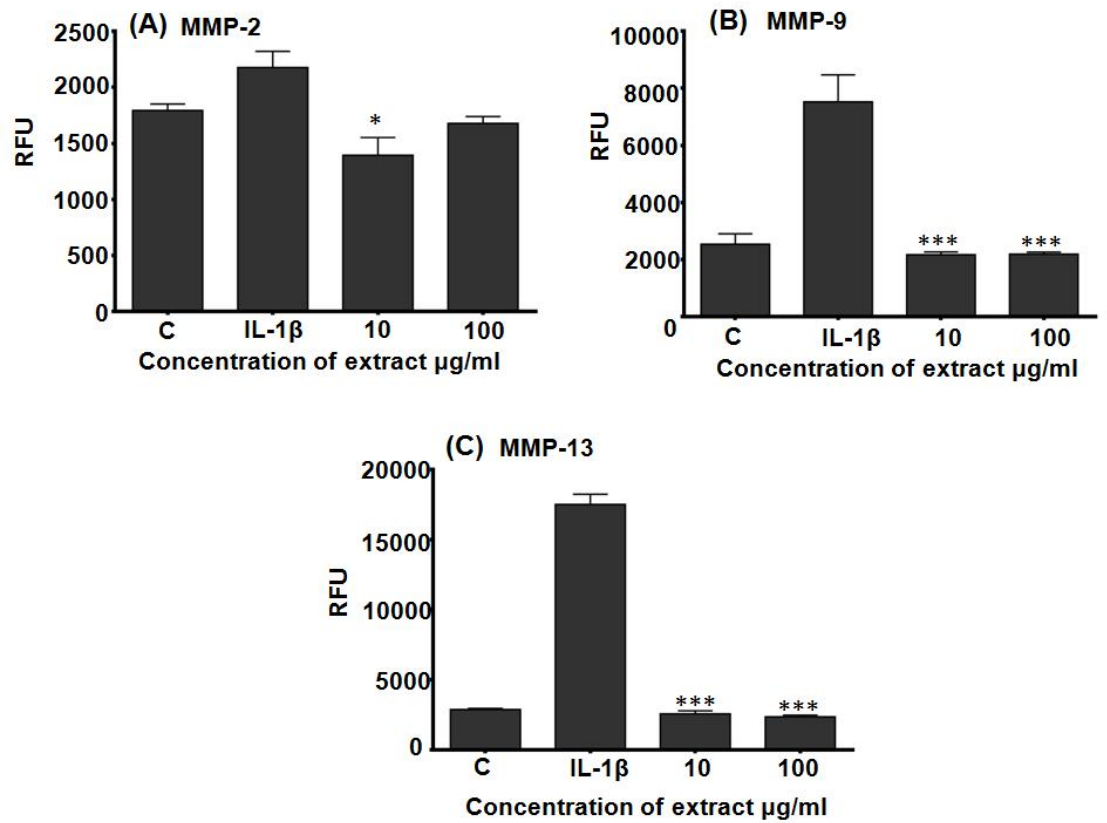 (A) MMP-2
2500
2000
1500
1000
500
0
RFU
*
C IL-1β 10 100
Concentration of extract µg/ml
(B) MMP-9
10000
8000
6000
4000
2000
0
RFU
*** ***
C IL-1β 10 100
Concentration of extract µg/ml
(C) MMP-13
20000
15000
10000
5000
0
RFU
*** ***
C IL-1β 10 100
Concentration of extract µg/ml